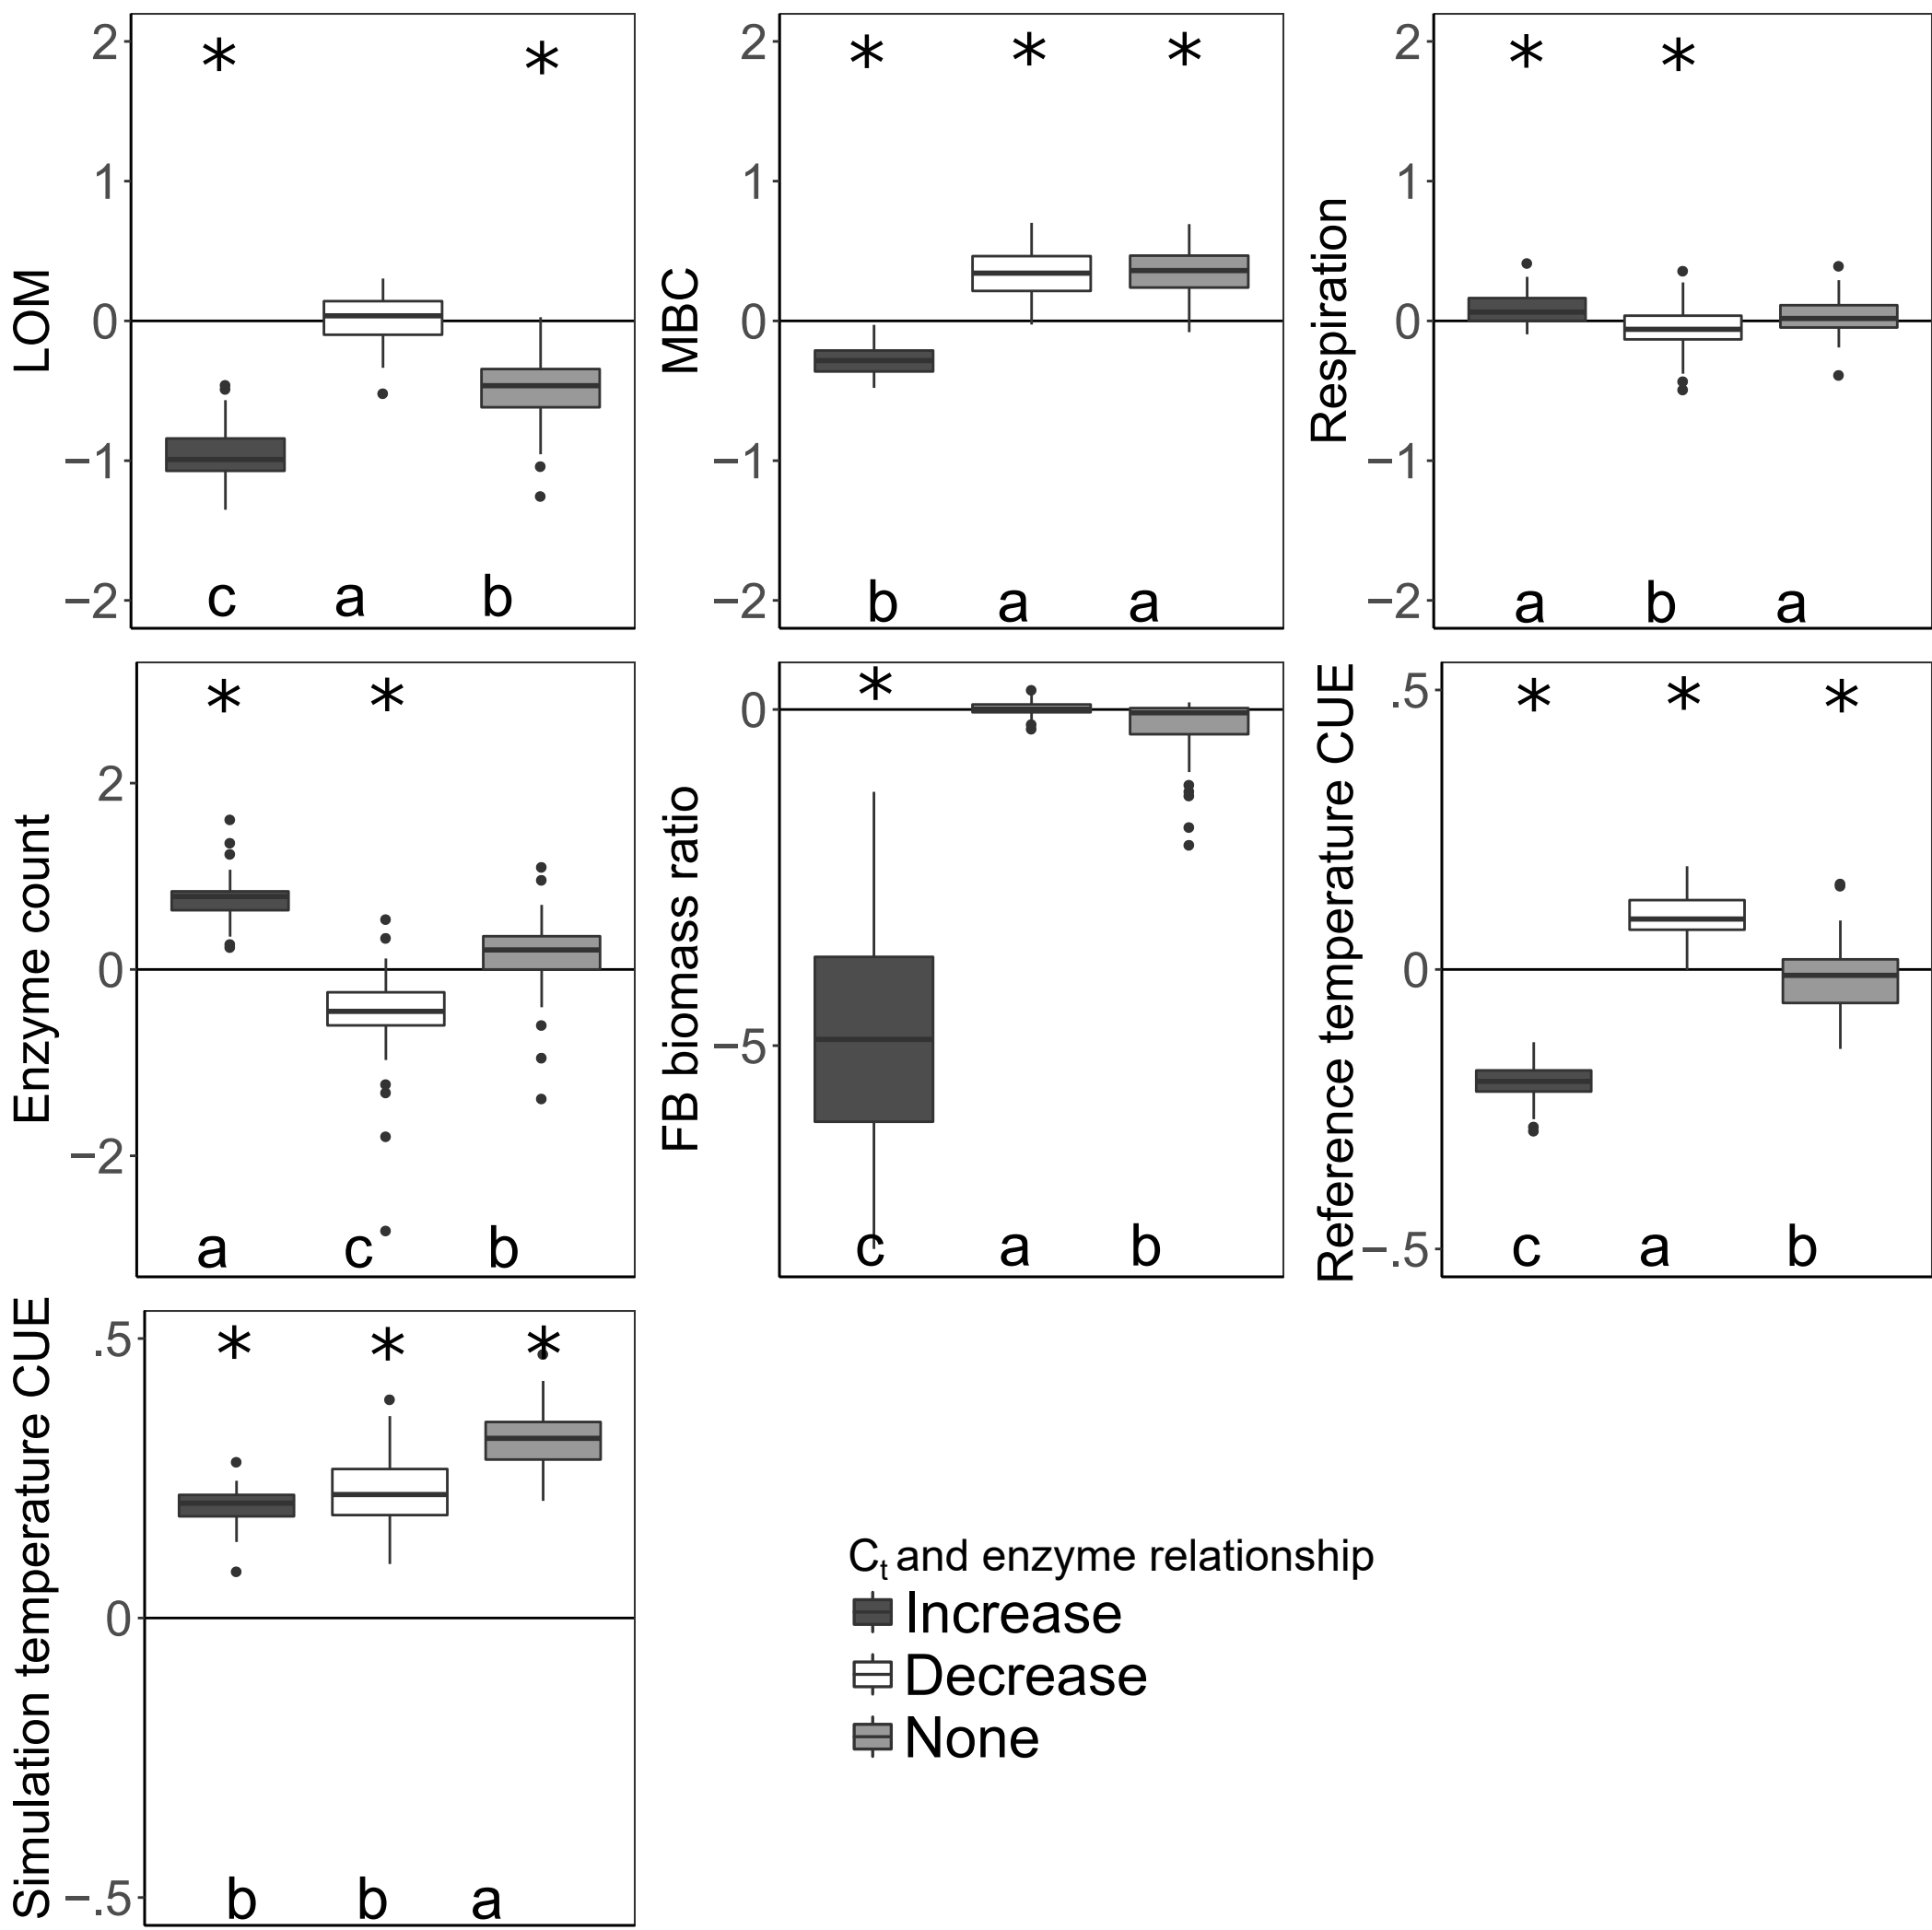 LOM
2
1
0
−1
−2
* *
c a b
MBC
2
1
0
−1
−2
* * *
b a a
Respiration
2
1
0
−1
−2
* *
a b a
Enzyme count
2
0
−2
* *
a c b
FB biomass ratio
0
−5
*
c a b
Reference temperature CUE
.5
0
−.5
* * *
c a b
Simulation temperature CUE
.5
0
−.5
* * *
b b a
Ct and enzyme relationship
Increase
Decrease
None